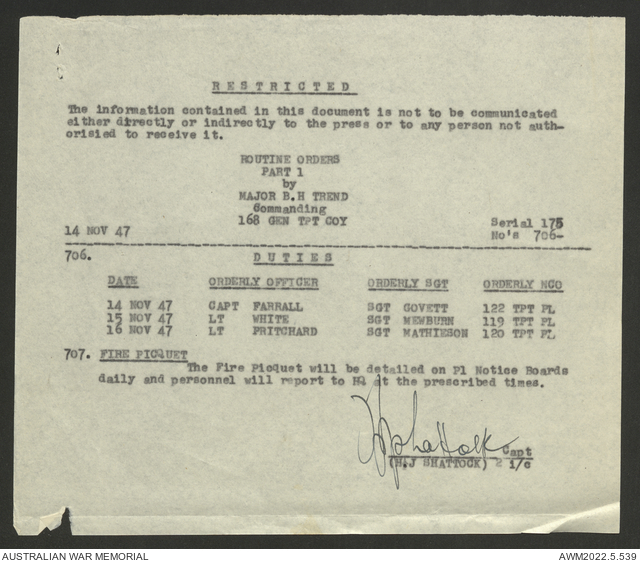 RESTRICTED
The information contained in this document is not to be communicated
either directly or indirectly to the press or to any person not auth-
orisied to receive it.
ROUTINE ORDERS
PART 1
by
MAJOR B.H TREND
Commanding
168 GEN TPT COY
Serial 175
14 NOV 47 No's 706-
706. DUTIES
DATE ORDERLY OFFICER ORDERLY SGT ORDERLY NCO
14 NOV 47 CAPT FARRALL SGT GOVETT 122 TPT PL
15 NOV 47 LT WHITE SGT MEWBURN 119 TPT PL
16 NOV 47 LT PRITCHARD SGT MATHIESON 120 TPT PL
707. FIRE PICQUET
The Fire Picquet will be detailed on Pl Notice Boards
daily and personnel will report to HQ at the prescribed times.
Shattock
Capt
(H.J SHATTOCK) 2 i/c
AUSTRALIAN WAR MEMORIAL AWM2022.5.539